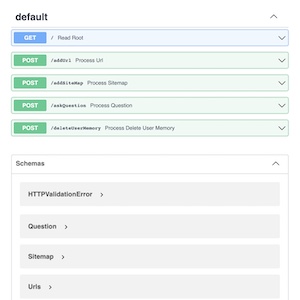 default
GET / Read Root
POST /addUrl Process Url
POST /addSiteMap Process Sitemap
POST /askQuestion Process Question
POST /deleteUserMemory Process Delete User Memory
Schemas
HTTPValidationError
Question
Sitemap
Urls